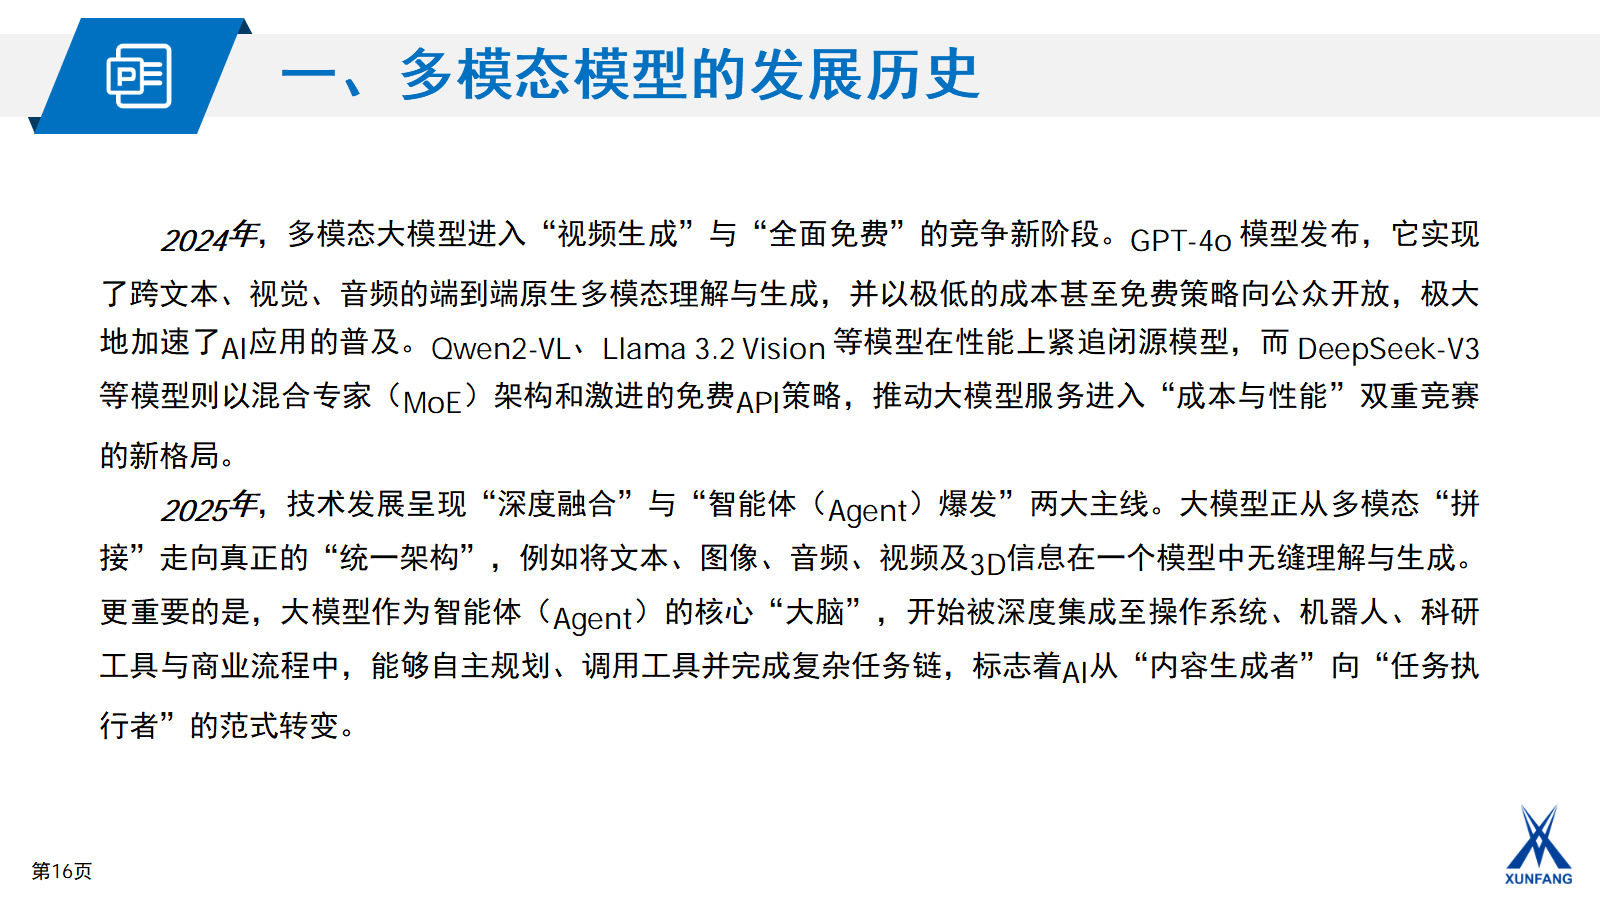 一、多模态模型的发展历史
2024年，多模态大模型进入“视频生成”与“全面免费”的竞争新阶段。GPT-4o 模型发布，它实现
了跨文本、视觉、音频的端到端原生多模态理解与生成，并以极低的成本甚至免费策略向公众开放，极大
地加速了AI应用的普及。Qwen2-VL、Llama 3.2 Vision 等模型在性能上紧追闭源模型，而 DeepSeek-V3
等模型则以混合专家（MoE）架构和激进的免费API策略，推动大模型服务进入“成本与性能”双重竞赛
的新格局。
2025年，技术发展呈现“深度融合”与“智能体（Agent）爆发”两大主线。大模型正从多模态“拼
接”走向真正的“统一架构”，例如将文本、图像、音频、视频及3D信息在一个模型中无缝理解与生成。
更重要的是，大模型作为智能体（Agent）的核心“大脑”，开始被深度集成至操作系统、机器人、科研
工具与商业流程中，能够自主规划、调用工具并完成复杂任务链，标志着AI从“内容生成者”向“任务执
行者”的范式转变。
第16页
XUNFANG